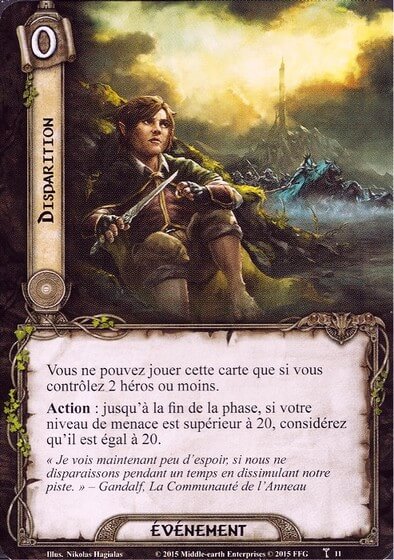 0
DISPARITION
Vous ne pouvez jouer cette carte que si vous
contrôlez 2 héros ou moins.
Action : jusqu'à la fin de la phase, si votre
niveau de menace est supérieur à 20, considérez
qu'il est égal à 20.
« Je vois maintenant peu d'espoir, si nous ne
disparaissons pendant un temps en dissimulant notre
piste. » – Gandalf, La Communauté de l'Anneau
ÉVÉNEMENT
Illus. Nikolas Hagialas © 2015 Middle-earth Enterprises © 2015 FFG 11